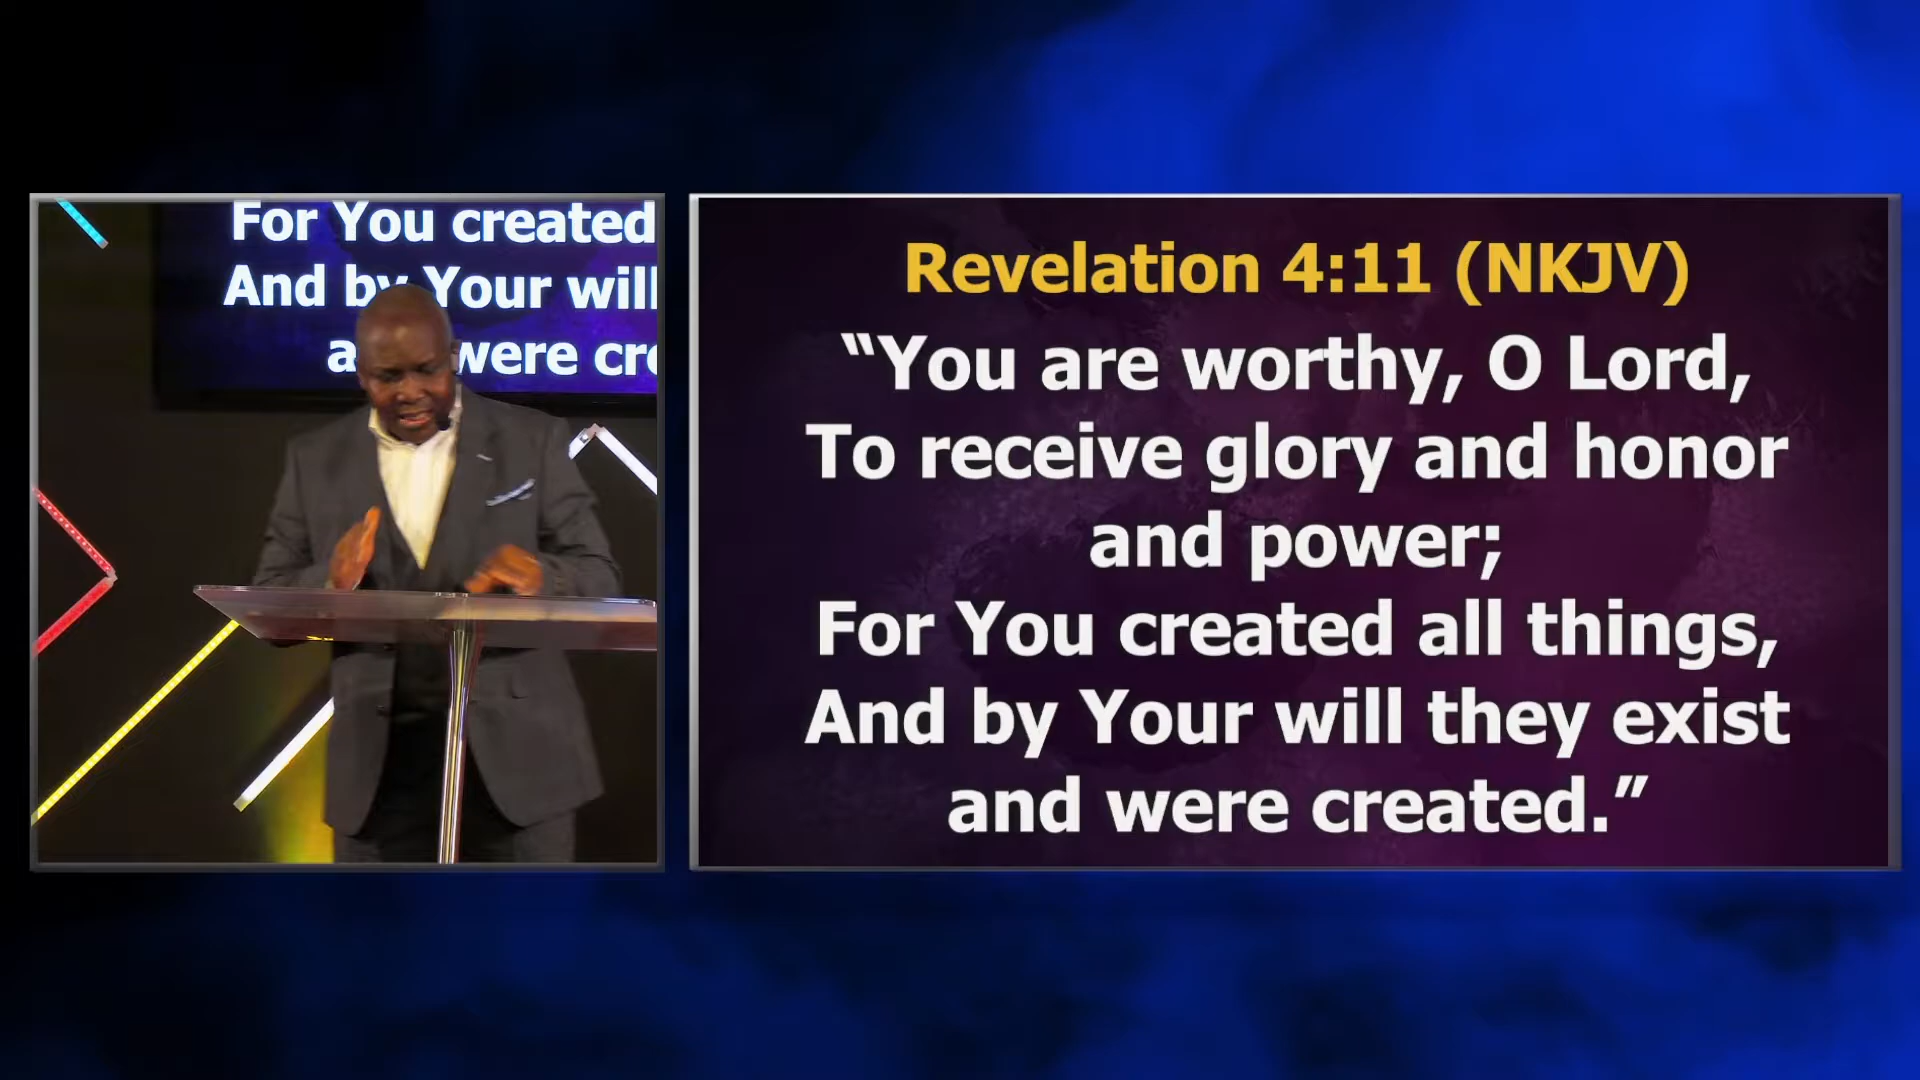 For You created
And by Your will
were
Revelation 4:11 (NKJV)
“You are worthy, O Lord,
To receive glory and honor
and power;
For You created all things,
And by Your will they exist
and were created.”